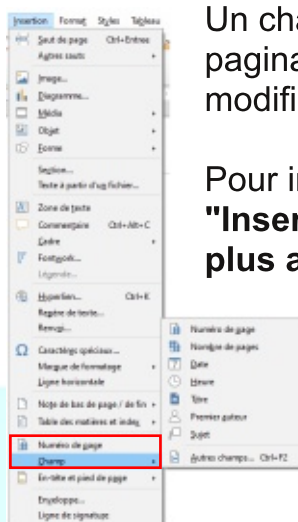 Insertion Format Styles Tableau
Saut de page Ctrl+Entree
Autres sauts
Image...
Diagramme...
Média
Objet
Forme
Section...
Texte à partir d'un fichier...
Zone de texte
Commentaire Ctrl+Alt+C
Cadre
Fontwork...
Légende...
Hyperlien... Ctrl+K
Repère de texte...
Renvoi...
Caractères spéciaux...
Marque de formatage
Ligne horizontale
Note de bas de page / de fin
Table des matières et index
Numéro de page
Champ
En-tête et pied de page
Enveloppe...
Ligne de signature
Numéro de page
Nombre de pages
Date
Heure
Titre
Premier auteur
Sujet
Autres champs... Ctrl+F2
Un cha
pagina
modifi
Pour i
"Inser
plus a